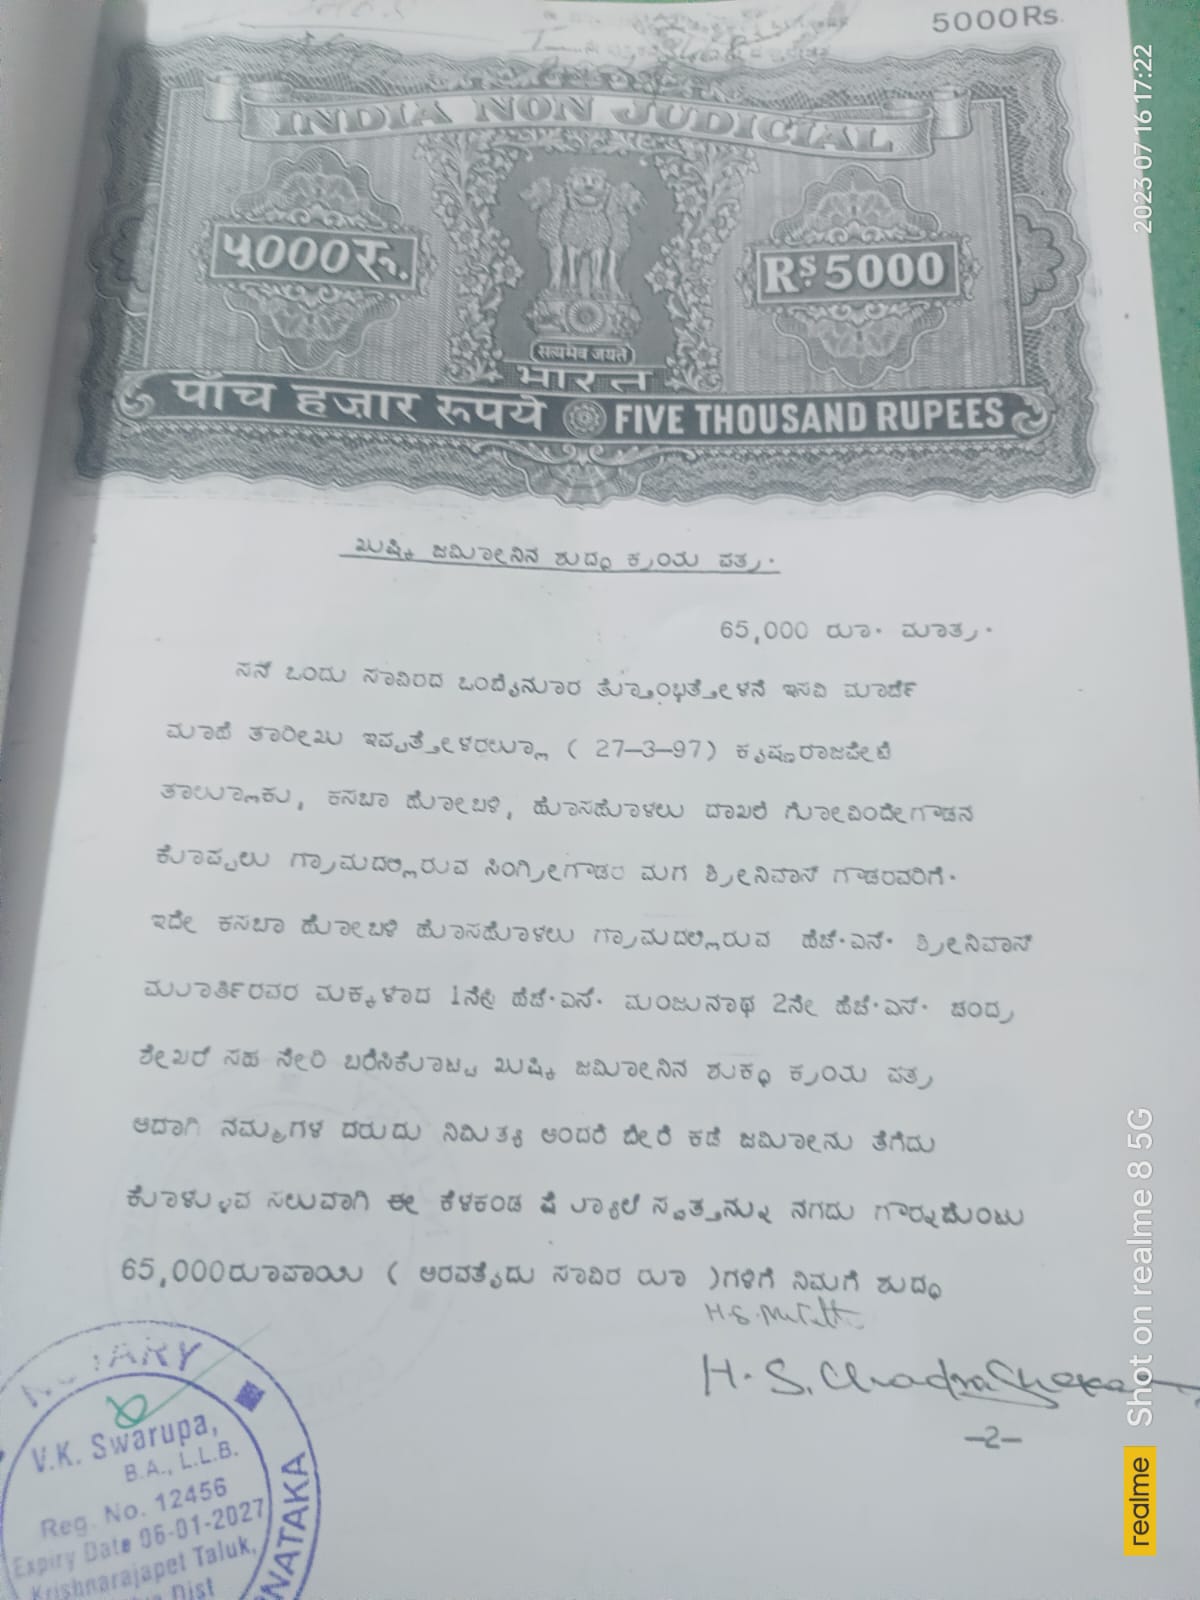 5000Rs.
INDIA NON JUDICIAL
५000रु.
Rs 5000
सत्यमेव जयते
भारत
पाँच हजार रुपये FIVE THOUSAND RUPEES
ಖುಷ್ಕಿ ಜಮೀನಿನ ಶುದ್ಧ ಕ್ರಯ ಪತ್ರ.
65,000 ರೂ. ಮಾತ್ರ.
ಸನೆ ಒಂದು ಸಾವಿರದ ಒಂಬೈನೂರ ತ್ತೊಂಭತ್ತೇಳನೆ ಇಸವಿ ಮಾರ್ಚಿ
ಮಾಹೆ ತಾರೀಖು ಇಪ್ಪತ್ತೇಳರಲ್ಲೂ ( 27-3-97) ಕೃಷ್ಣರಾಜಪೇಟೆ
ತಾಲ್ಲೂಕು, ಕಸಬಾ ಹೋಬಳಿ, ಹೊಸಹೊಳಲು ದಾಖಲೆ ಗೋವಿಂದೇಗೌಡನ
ಕೊಪ್ಪಲು ಗ್ರಾಮದಲ್ಲಿರುವ ಸಿಂಗ್ರೀಗೌಡರ ಮಗ ಶ್ರೀನಿವಾಸ್ ಗೌಡರವರಿಗೆ.
ಇದೇ ಕಸಬಾ ಹೋಬಳಿ ಹೊಸಹೊಳಲು ಗ್ರಾಮದಲ್ಲಿರುವ ಹೆಚ್.ಎನ್. ಶ್ರೀನಿವಾಸ್
ಮೂರ್ತಿರವರ ಮಕ್ಕಳಾದ 1ನೇ ಹೆಚ್.ಎಸ್. ಮಂಜುನಾಥ 2ನೇ ಹೆಚ್.ಎಸ್. ಚಂದ್ರ
ಶೇಖರ್ ಸಹ ಸೇರಿ ಬರೆಸಿಕೊಟ್ಟ ಖುಷ್ಕಿ ಜಮೀನಿನ ಶುಕ್ಧ ಕ್ರಯ ಪತ್ರ
ಅದಾಗಿ ನಮ್ಮಗಳ ದರುದು ನಿಮಿತ್ಯ ಅಂದರೆ ಬೇರೆ ಕಡೆ ಜಮೀನು ತೆಗೆದು
ಕೊಳ್ಳುವ ಸಲುವಾಗಿ ಈ ಕೆಳಕಂಡ ಷೆಡ್ಯೂಲ್ ಸ್ವತ್ತನ್ನು ನಗದು
65,000ರೂಪಾಯಿ ( ಅರವತ್ತೈದು ಸಾವಿರ ರೂ )ಗಳಿಗೆ ನಿಮಗೆ ಶುದ್ಧ
H.S. Chandrashekar
-2-
NOTARY
V.K. Swarupa,
B.A., L.L.B.
Reg. No. 12456
Expiry Date 06-01-2027
Krishnarajapet Taluk,
Dist
2023 07 16 17:22
realme Shot on realme 8 5G